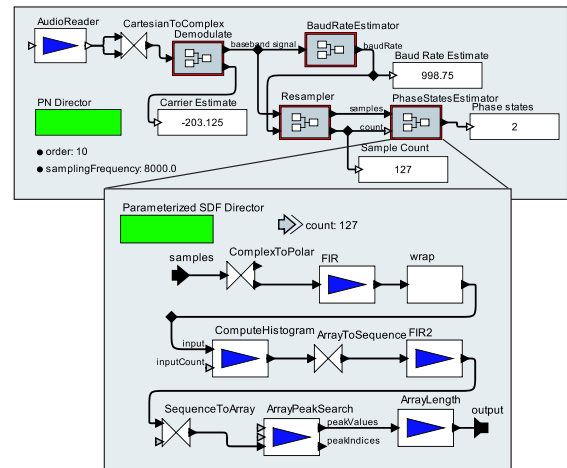 AudioReader
CartesianToComplex
Demodulate
baseband signal
BaudRateEstimator
baudRate
Baud Rate Estimate
998.75
PN Director
Carrier Estimate
-203.125
Resampler
samples
count
PhaseStatesEstimator
Phase states
2
order: 10
samplingFrequency: 8000.0
Sample Count
127
Parameterized SDF Director
count: 127
samples
ComplexToPolar
FIR
wrap
input
inputCount
ComputeHistogram
ArrayToSequence
FIR2
SequenceToArray
ArrayPeakSearch
peakValues
peakIndices
ArrayLength
output